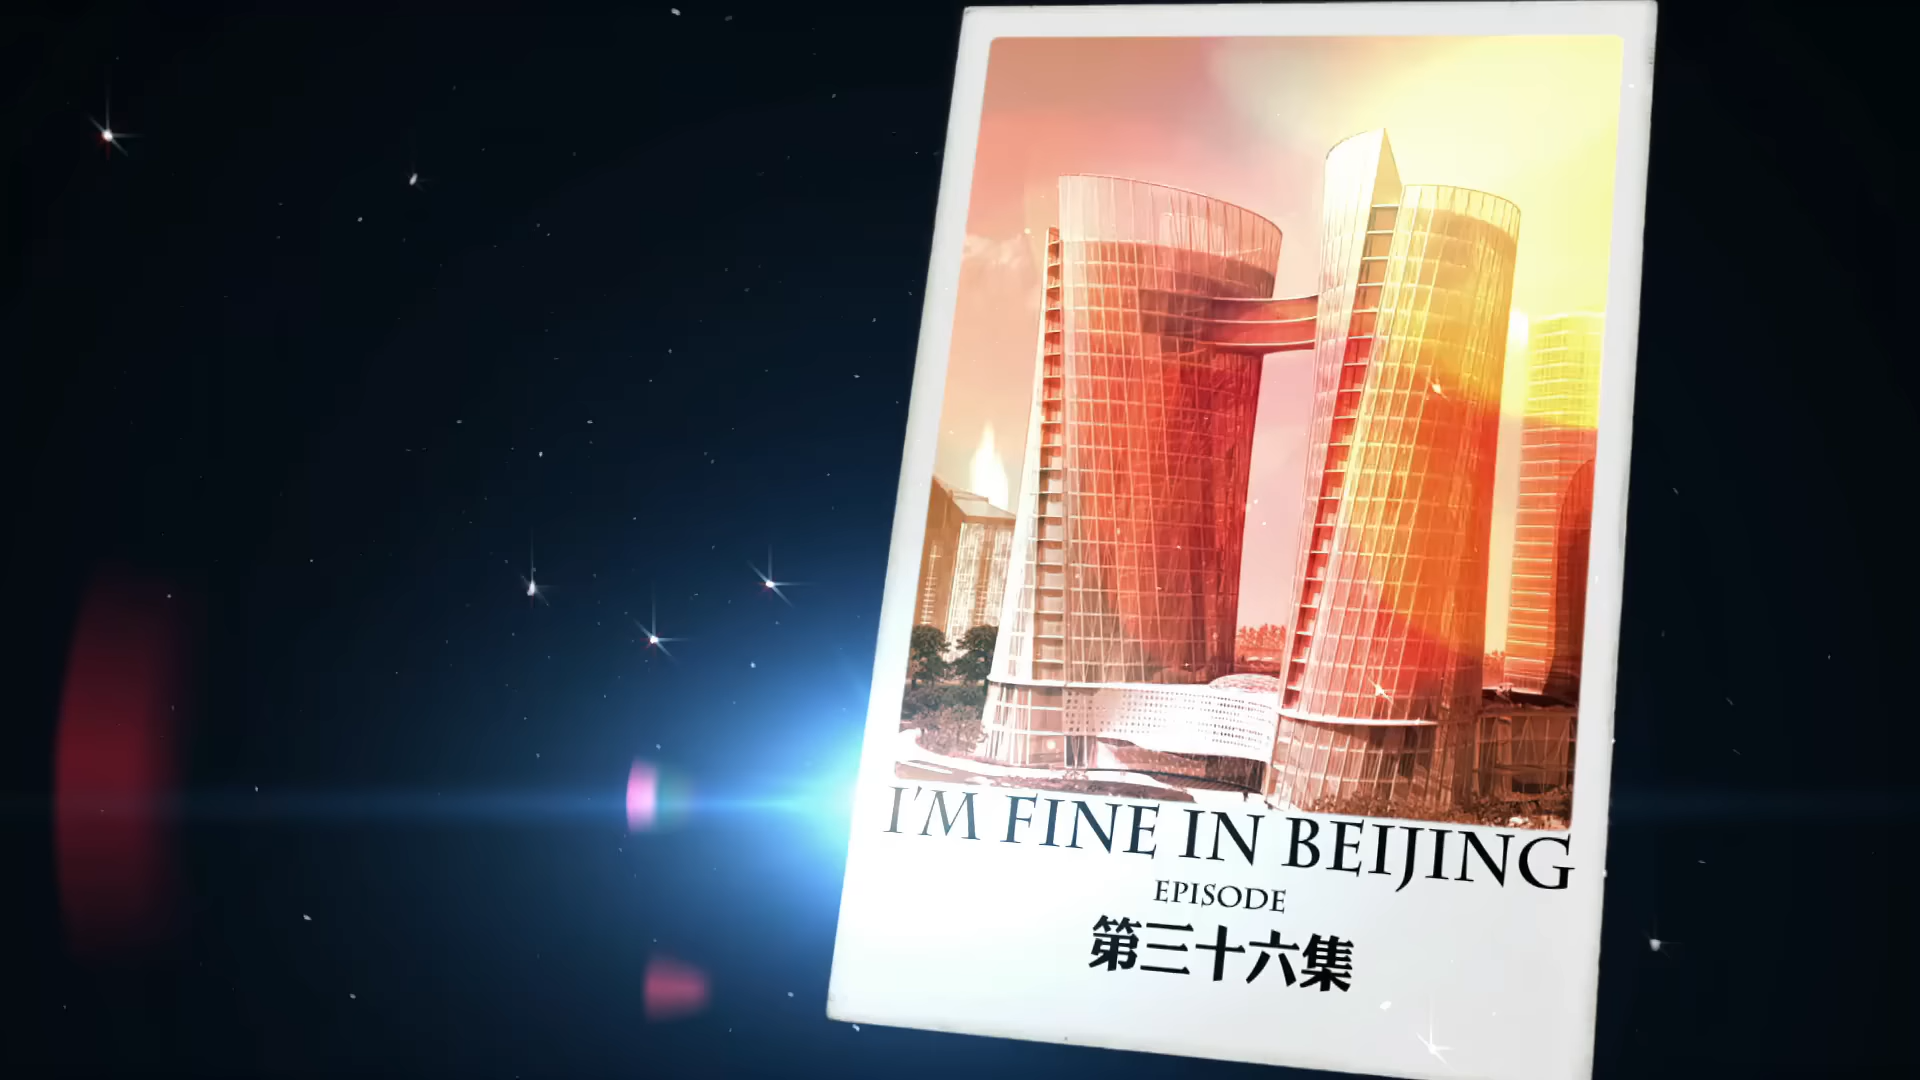 I'M FINE IN BEIJING
EPISODE
第三十六集